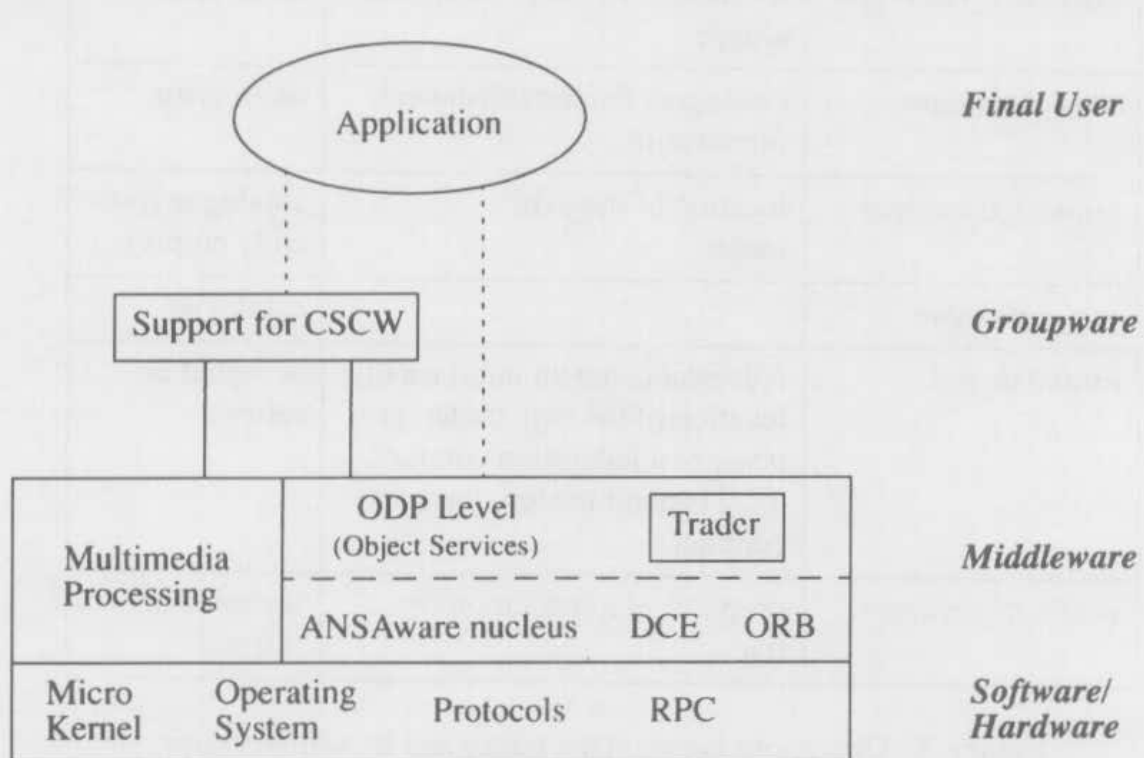 Application
Final User
Support for CSCW
Groupware
ODP Level
(Object Services)
Trader
Multimedia
Processing
Middleware
ANSAware nucleus DCE ORB
Micro
Kernel
Operating
System
Protocols
RPC
Software/
Hardware